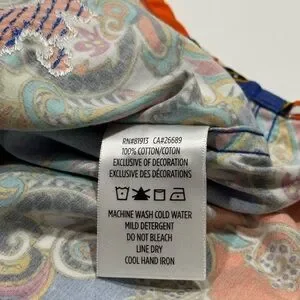 RN#81913 CA#26689
100% COTTON/COTON
EXCLUSIVE OF DECORATION
EXCLUSIVE DES DÉCORATIONS
MACHINE WASH COLD WATER
MILD DETERGENT
DO NOT BLEACH
LINE DRY
COOL HAND IRON